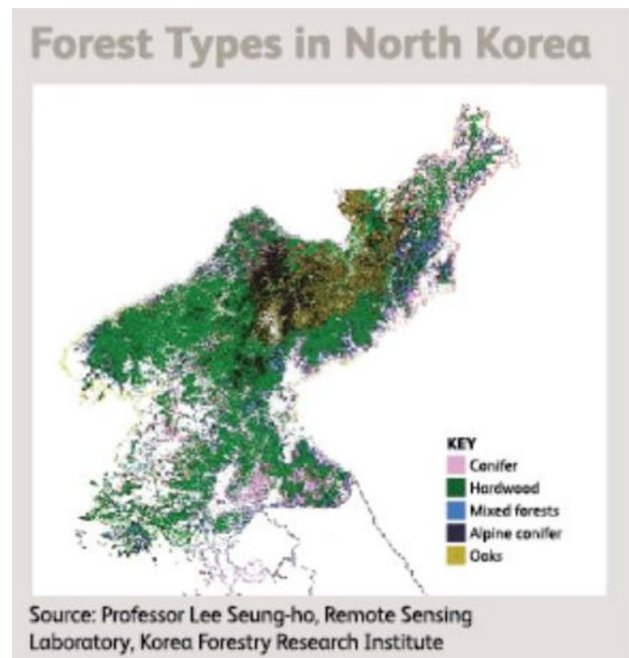 Forest Types in North Korea
KEY
Conifer
Hardwood
Mixed forests
Alpine conifer
Oaks
Source: Professor Lee Seung-ho, Remote Sensing
Laboratory, Korea Forestry Research Institute